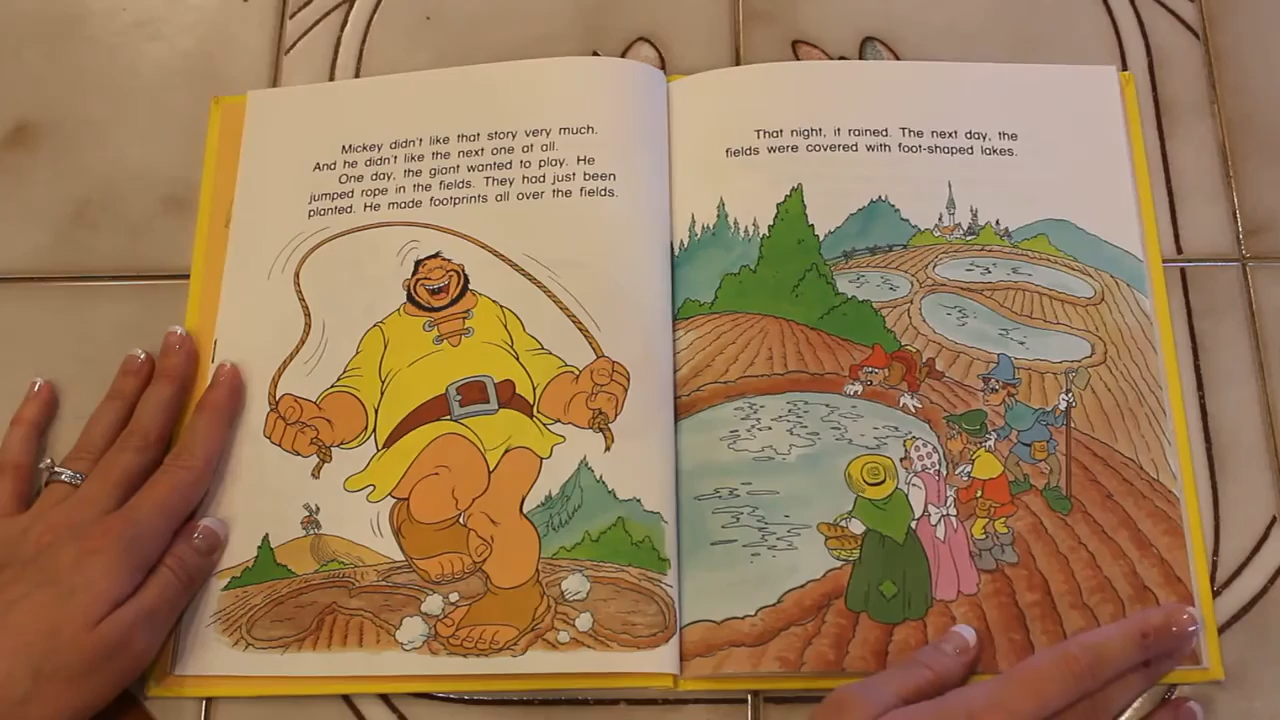 Mickey didn't like that story very much.
And he didn't like the next one at all.
One day, the giant wanted to play. He
jumped rope in the fields. They had just been
planted. He made footprints all over the fields.
That night, it rained. The next day, the
fields were covered with foot-shaped lakes.